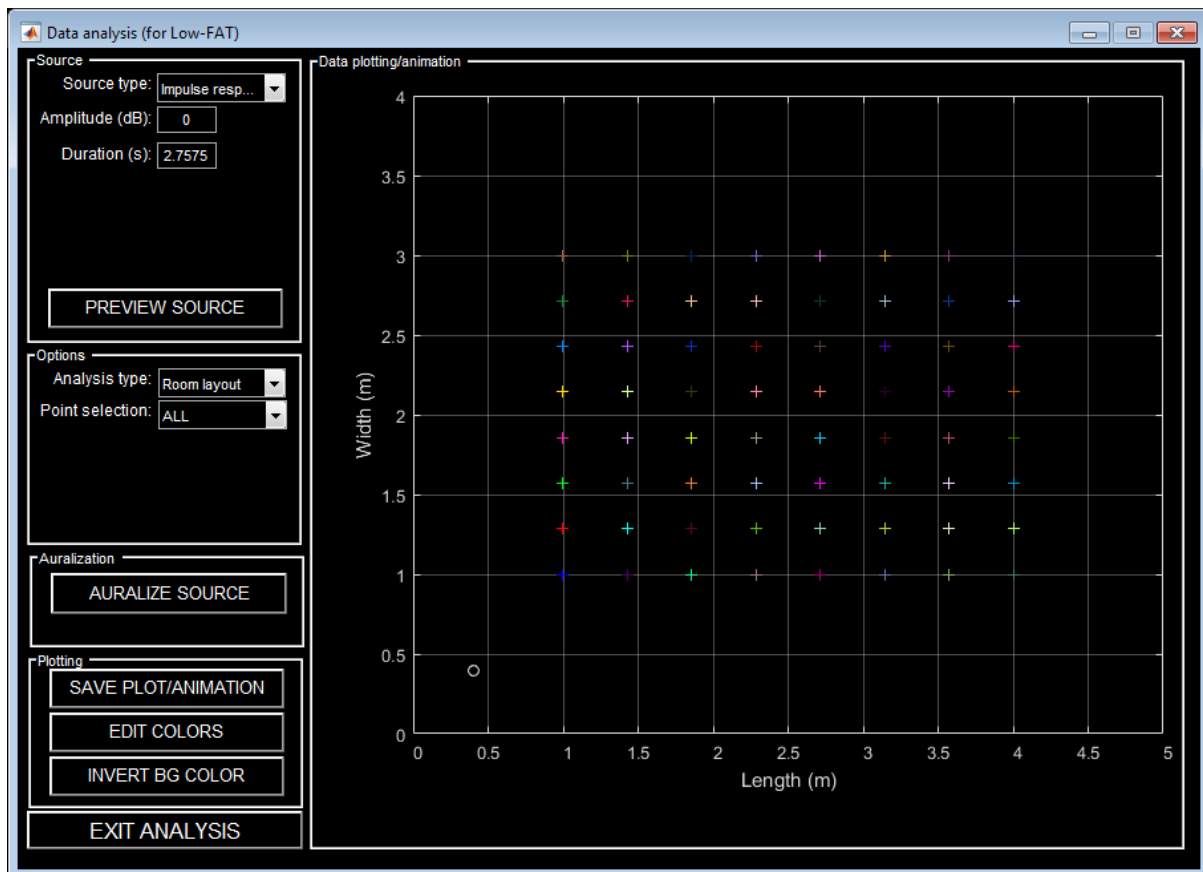 Data analysis (for Low-FAT)
Source
Source type: Impulse resp...
Amplitude (dB): 0
Duration (s): 2.7575
PREVIEW SOURCE
Options
Analysis type: Room layout
Point selection: ALL
Auralization
AURALIZE SOURCE
Plotting
SAVE PLOT/ANIMATION
EDIT COLORS
INVERT BG COLOR
EXIT ANALYSIS
Data plotting/animation
4
3.5
3
2.5
2
1.5
1
0.5
0
Width (m)
0 0.5 1 1.5 2 2.5 3 3.5 4 4.5 5
Length (m)